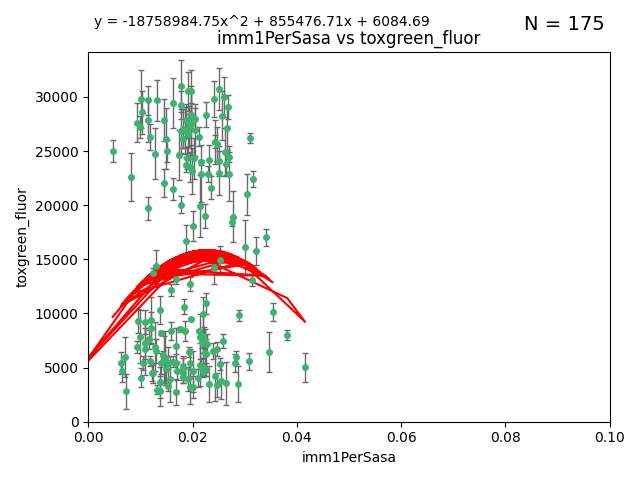 y = -18758984.75x^2 + 855476.71x + 6084.69
N = 175
imm1PerSasa vs toxgreen_fluor
30000
25000
20000
15000
10000
5000
0
toxgreen_fluor
0.00 0.02 0.04 0.06 0.08 0.10
imm1PerSasa